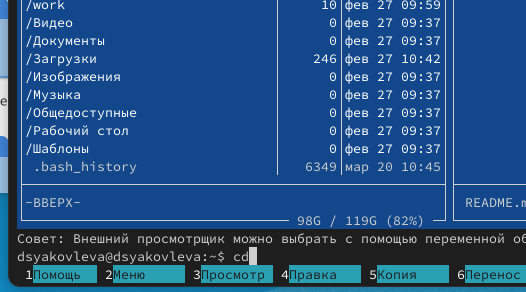 /work 10 фев 27 09:59
/Видео 0 фев 27 09:37
/Документы 0 фев 27 09:37
/Загрузки 246 фев 27 10:42
/Изображения 0 фев 27 09:37
/Музыка 0 фев 27 09:37
/Общедоступные 0 фев 27 09:37
/Рабочий стол 0 фев 27 09:37
/Шаблоны 0 фев 27 09:37
.bash_history 6349 мар 20 10:45
-ВВЕРХ- README.m
98G / 119G (82%)
Совет: Внешний просмотрщик можно выбрать с помощью переменной об
dsyakovleva@dsyakovleva:~$ cd
1Помощь 2Меню 3Просмотр 4Правка 5Копия 6Перенос